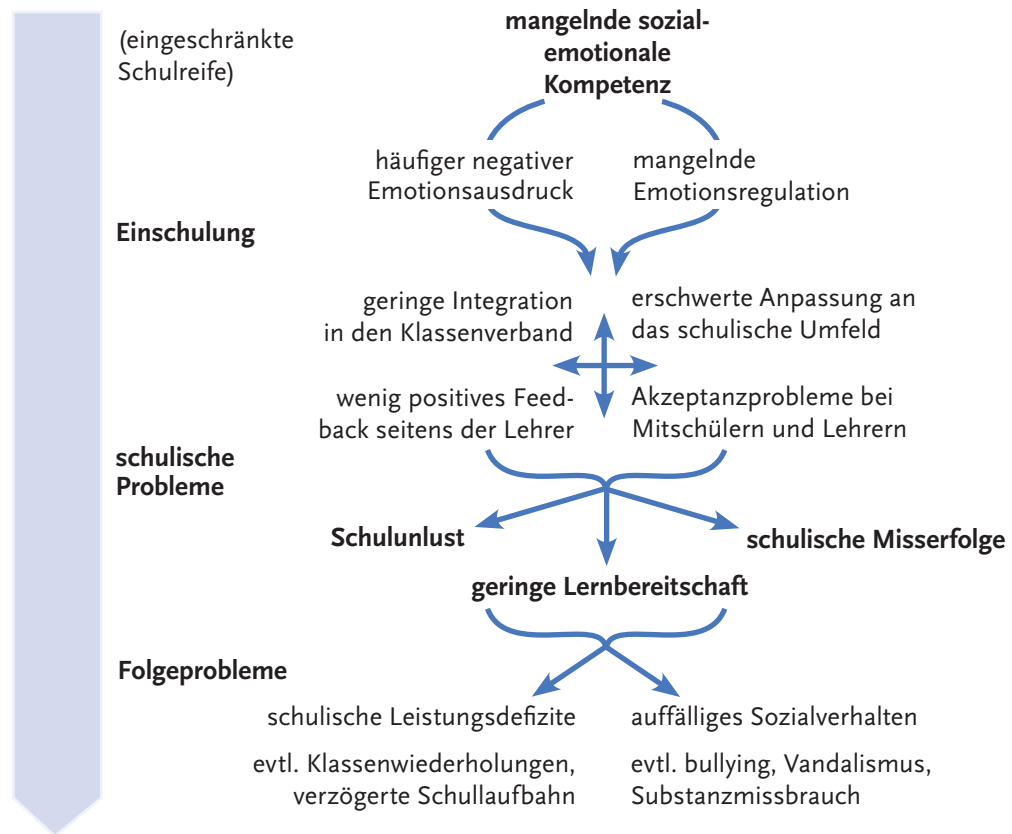 (eingeschränkte
Schulreife)
mangelnde sozial-
emotionale
Kompetenz
häufiger negativer
Emotionsausdruck
mangelnde
Emotionsregulation
Einschulung
geringe Integration
in den Klassenverband
erschwerte Anpassung an
das schulische Umfeld
wenig positives Feed-
back seitens der Lehrer
Akzeptanzprobleme bei
Mitschülern und Lehrern
schulische
Probleme
Schulunlust
schulische Misserfolge
geringe Lernbereitschaft
Folgeprobleme
schulische Leistungsdefizite
auffälliges Sozialverhalten
evtl. Klassenwiederholungen,
verzögerte Schullaufbahn
evtl. bullying, Vandalismus,
Substanzmissbrauch